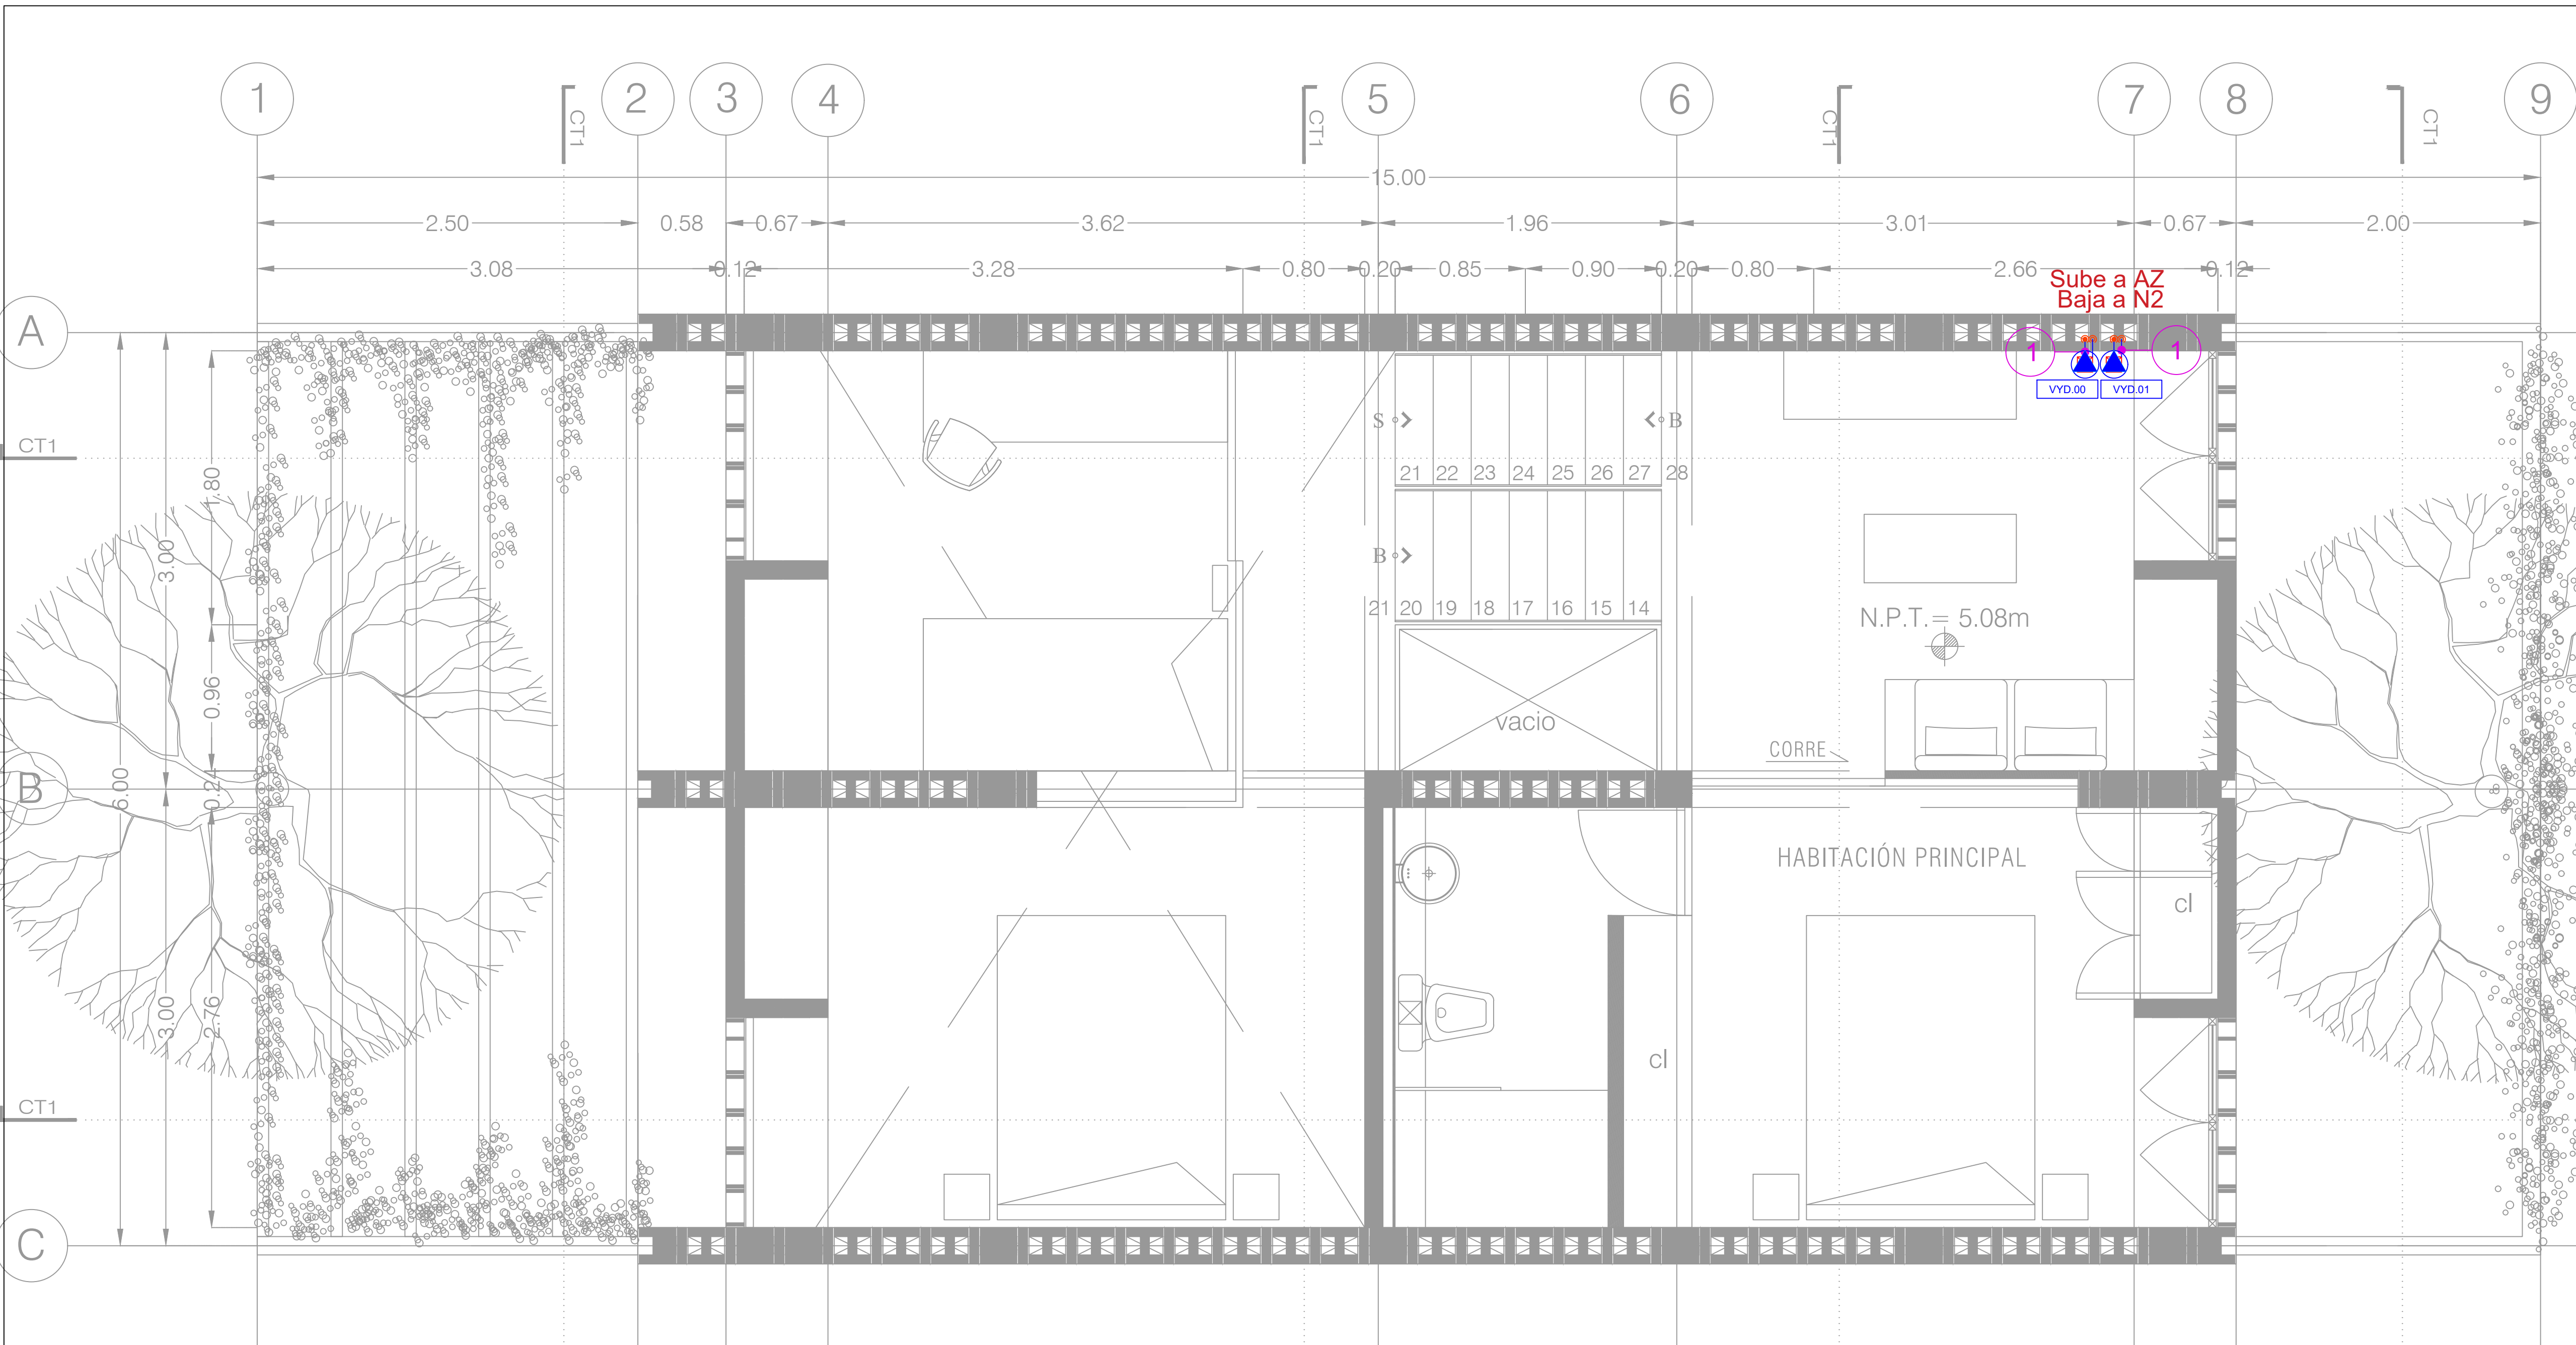 1
2
3
4
5
6
7
8
9
CT1
CT1
CT1
CT1
15.00
2.50
0.58
0.67
3.62
1.96
3.01
0.67
2.00
3.08
0.12
3.28
0.80
0.20
0.85
0.90
0.20
0.80
2.66
0.12
Sube a AZ
Baja a N2
A
1
1
VYD.00
VYD.01
S
B
CT1
1.80
21 22 23 24 25 26 27 28
3.00
B
21 20 19 18 17 16 15 14
N.P.T.= 5.08m
0.96
vacio
CORRE
B
6.00
0.24
HABITACIÓN PRINCIPAL
cl
3.00
2.76
cl
CT1
C